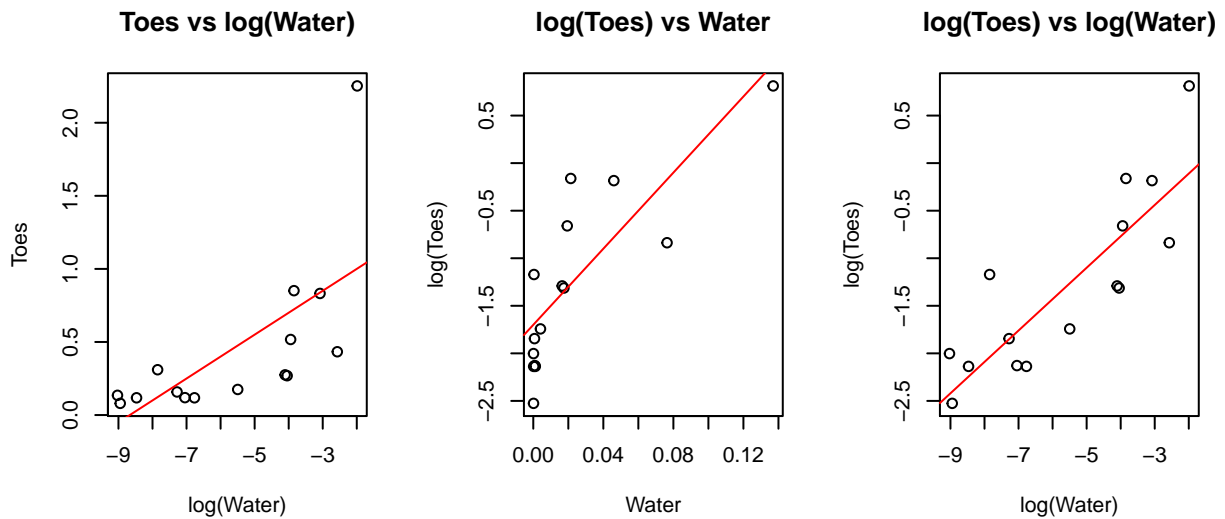 Toes vs log(Water)
Toes
0.0 0.5 1.0 1.5 2.0
−9 −7 −5 −3
log(Water)
log(Toes) vs Water
log(Toes)
−2.5 −1.5 −0.5 0.5
0.00 0.04 0.08 0.12
Water
log(Toes) vs log(Water)
log(Toes)
−2.5 −1.5 −0.5 0.5
−9 −7 −5 −3
log(Water)